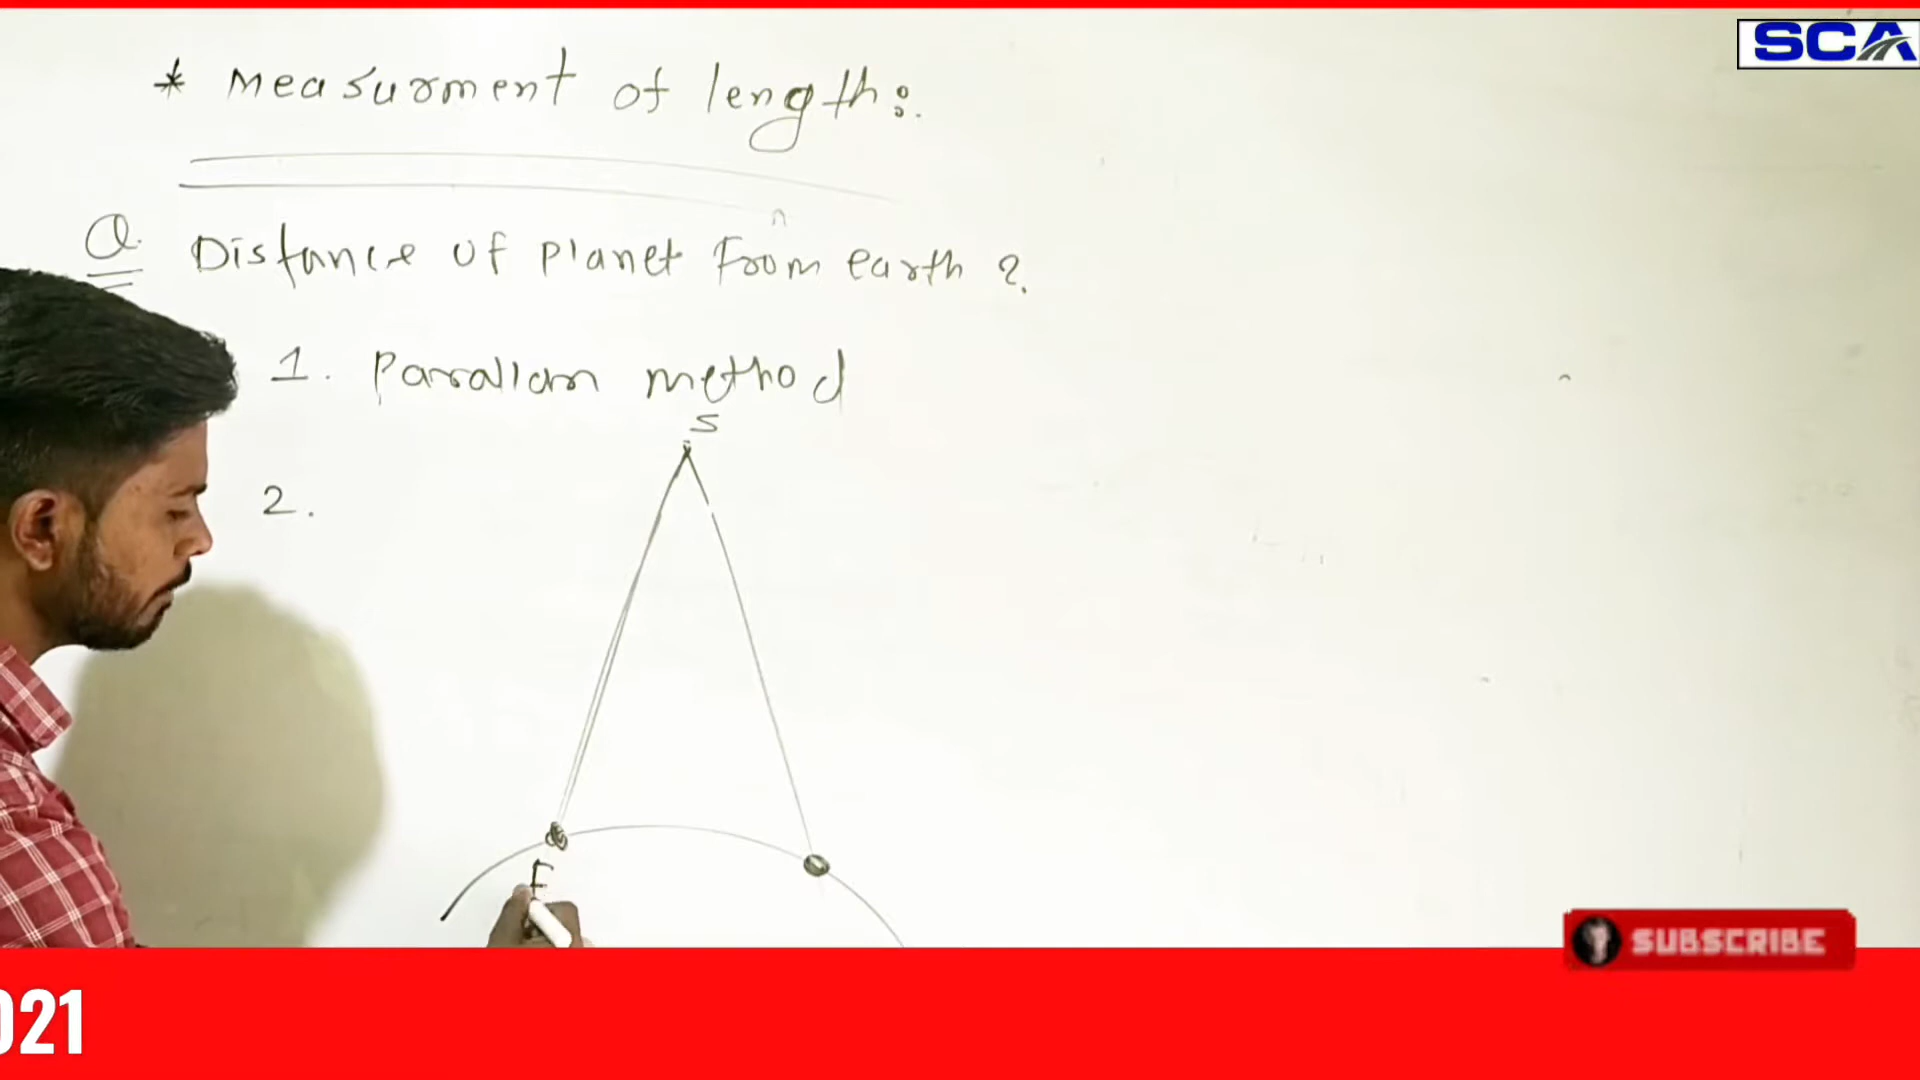 SCA
* measurment of length:.
Q. Distance of planet from earth ?
1. Parallax method
S
2.
E
SUBSCRIBE
021